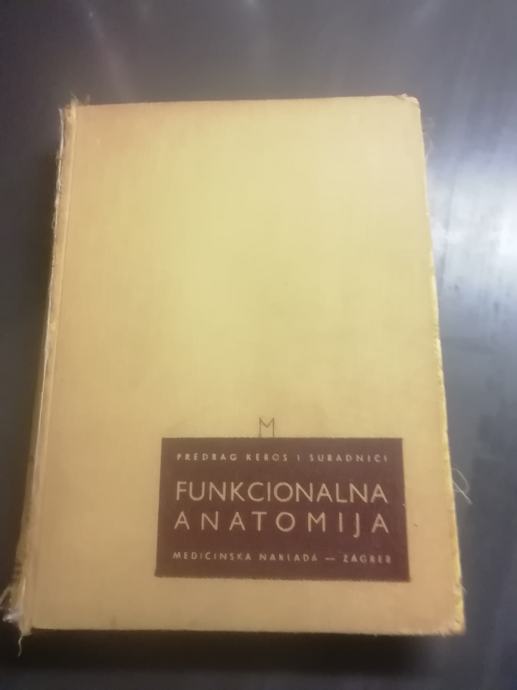 M
PREDRAG KEROS I SURADNICI
FUNKCIONALNA
ANATOMIJA
MEDICINSKA NAKLADA — ZAGREB